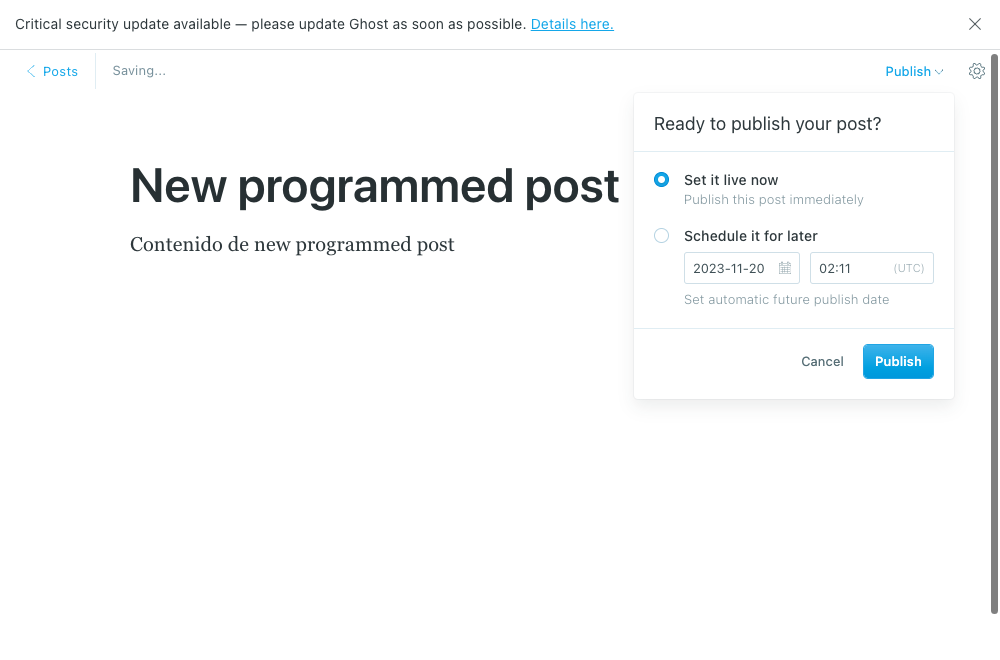 Critical security update available — please update Ghost as soon as possible. Details here.
Posts
Saving...
Publish
Ready to publish your post?
New programmed post
Set it live now
Publish this post immediately
Schedule it for later
Contenido de new programmed post
2023-11-20
02:11
(UTC)
Set automatic future publish date
Cancel
Publish